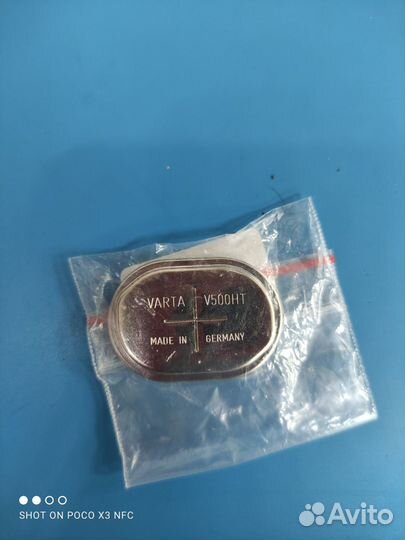 VARTA V500HT
MADE IN GERMANY
SHOT ON POCO X3 NFC
Avito